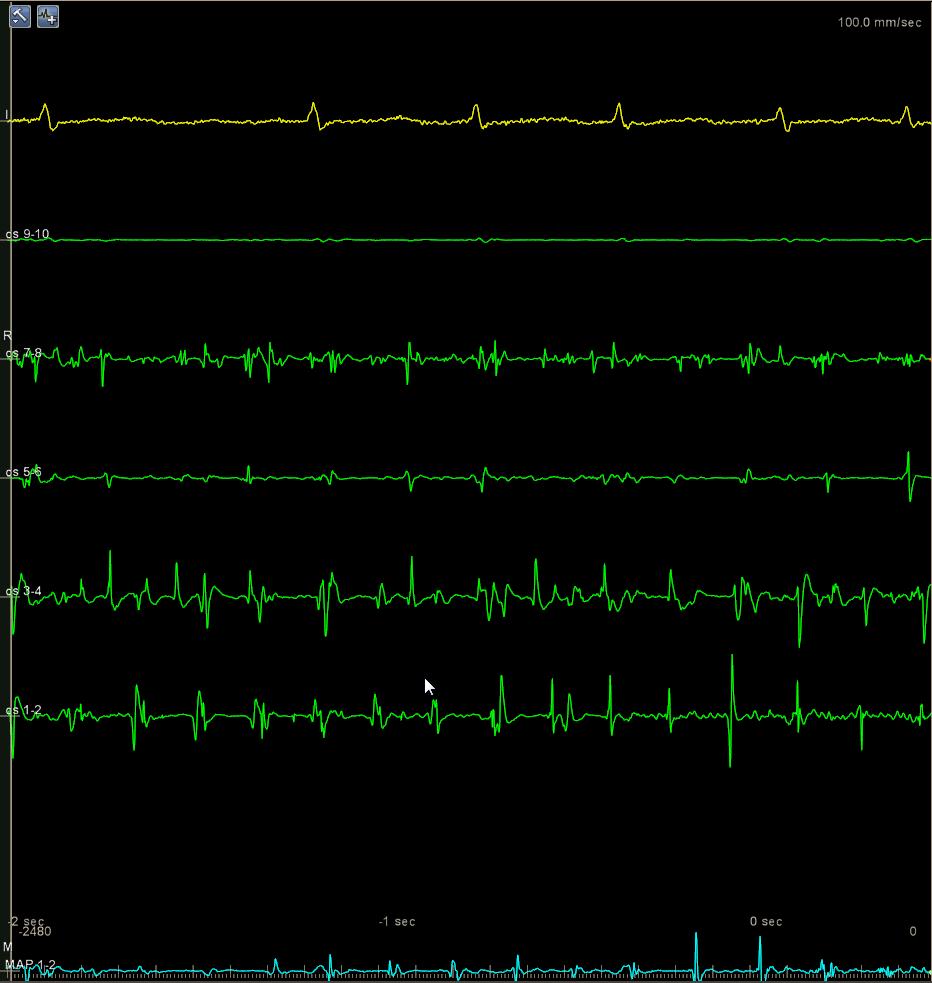 100.0 mm/sec
I
cs 9-10
R
cs 7-8
cs 5-6
cs 3-4
cs 1-2
-2 sec
-1 sec
0 sec
-2480
0
M
MAP 1-2